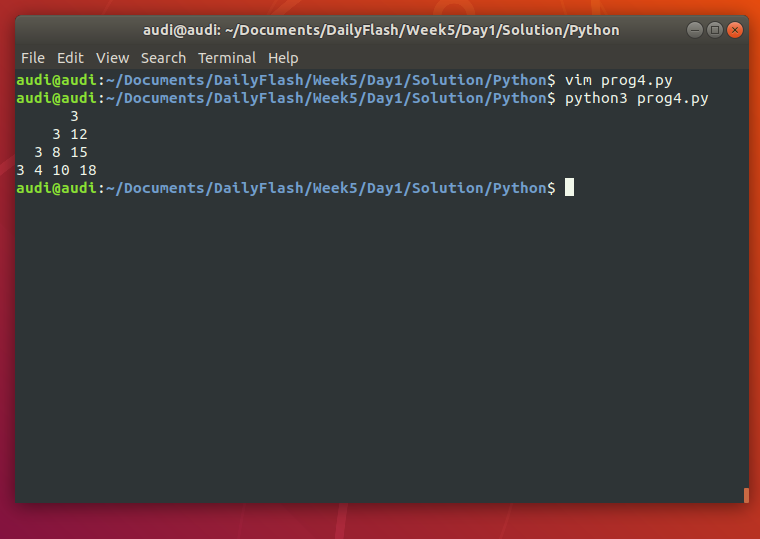 audi@audi: ~/Documents/DailyFlash/Week5/Day1/Solution/Python
File Edit View Search Terminal Help
audi@audi:~/Documents/DailyFlash/Week5/Day1/Solution/Python$ vim prog4.py
audi@audi:~/Documents/DailyFlash/Week5/Day1/Solution/Python$ python3 prog4.py
      3
    3 12
  3 8 15
3 4 10 18
audi@audi:~/Documents/DailyFlash/Week5/Day1/Solution/Python$